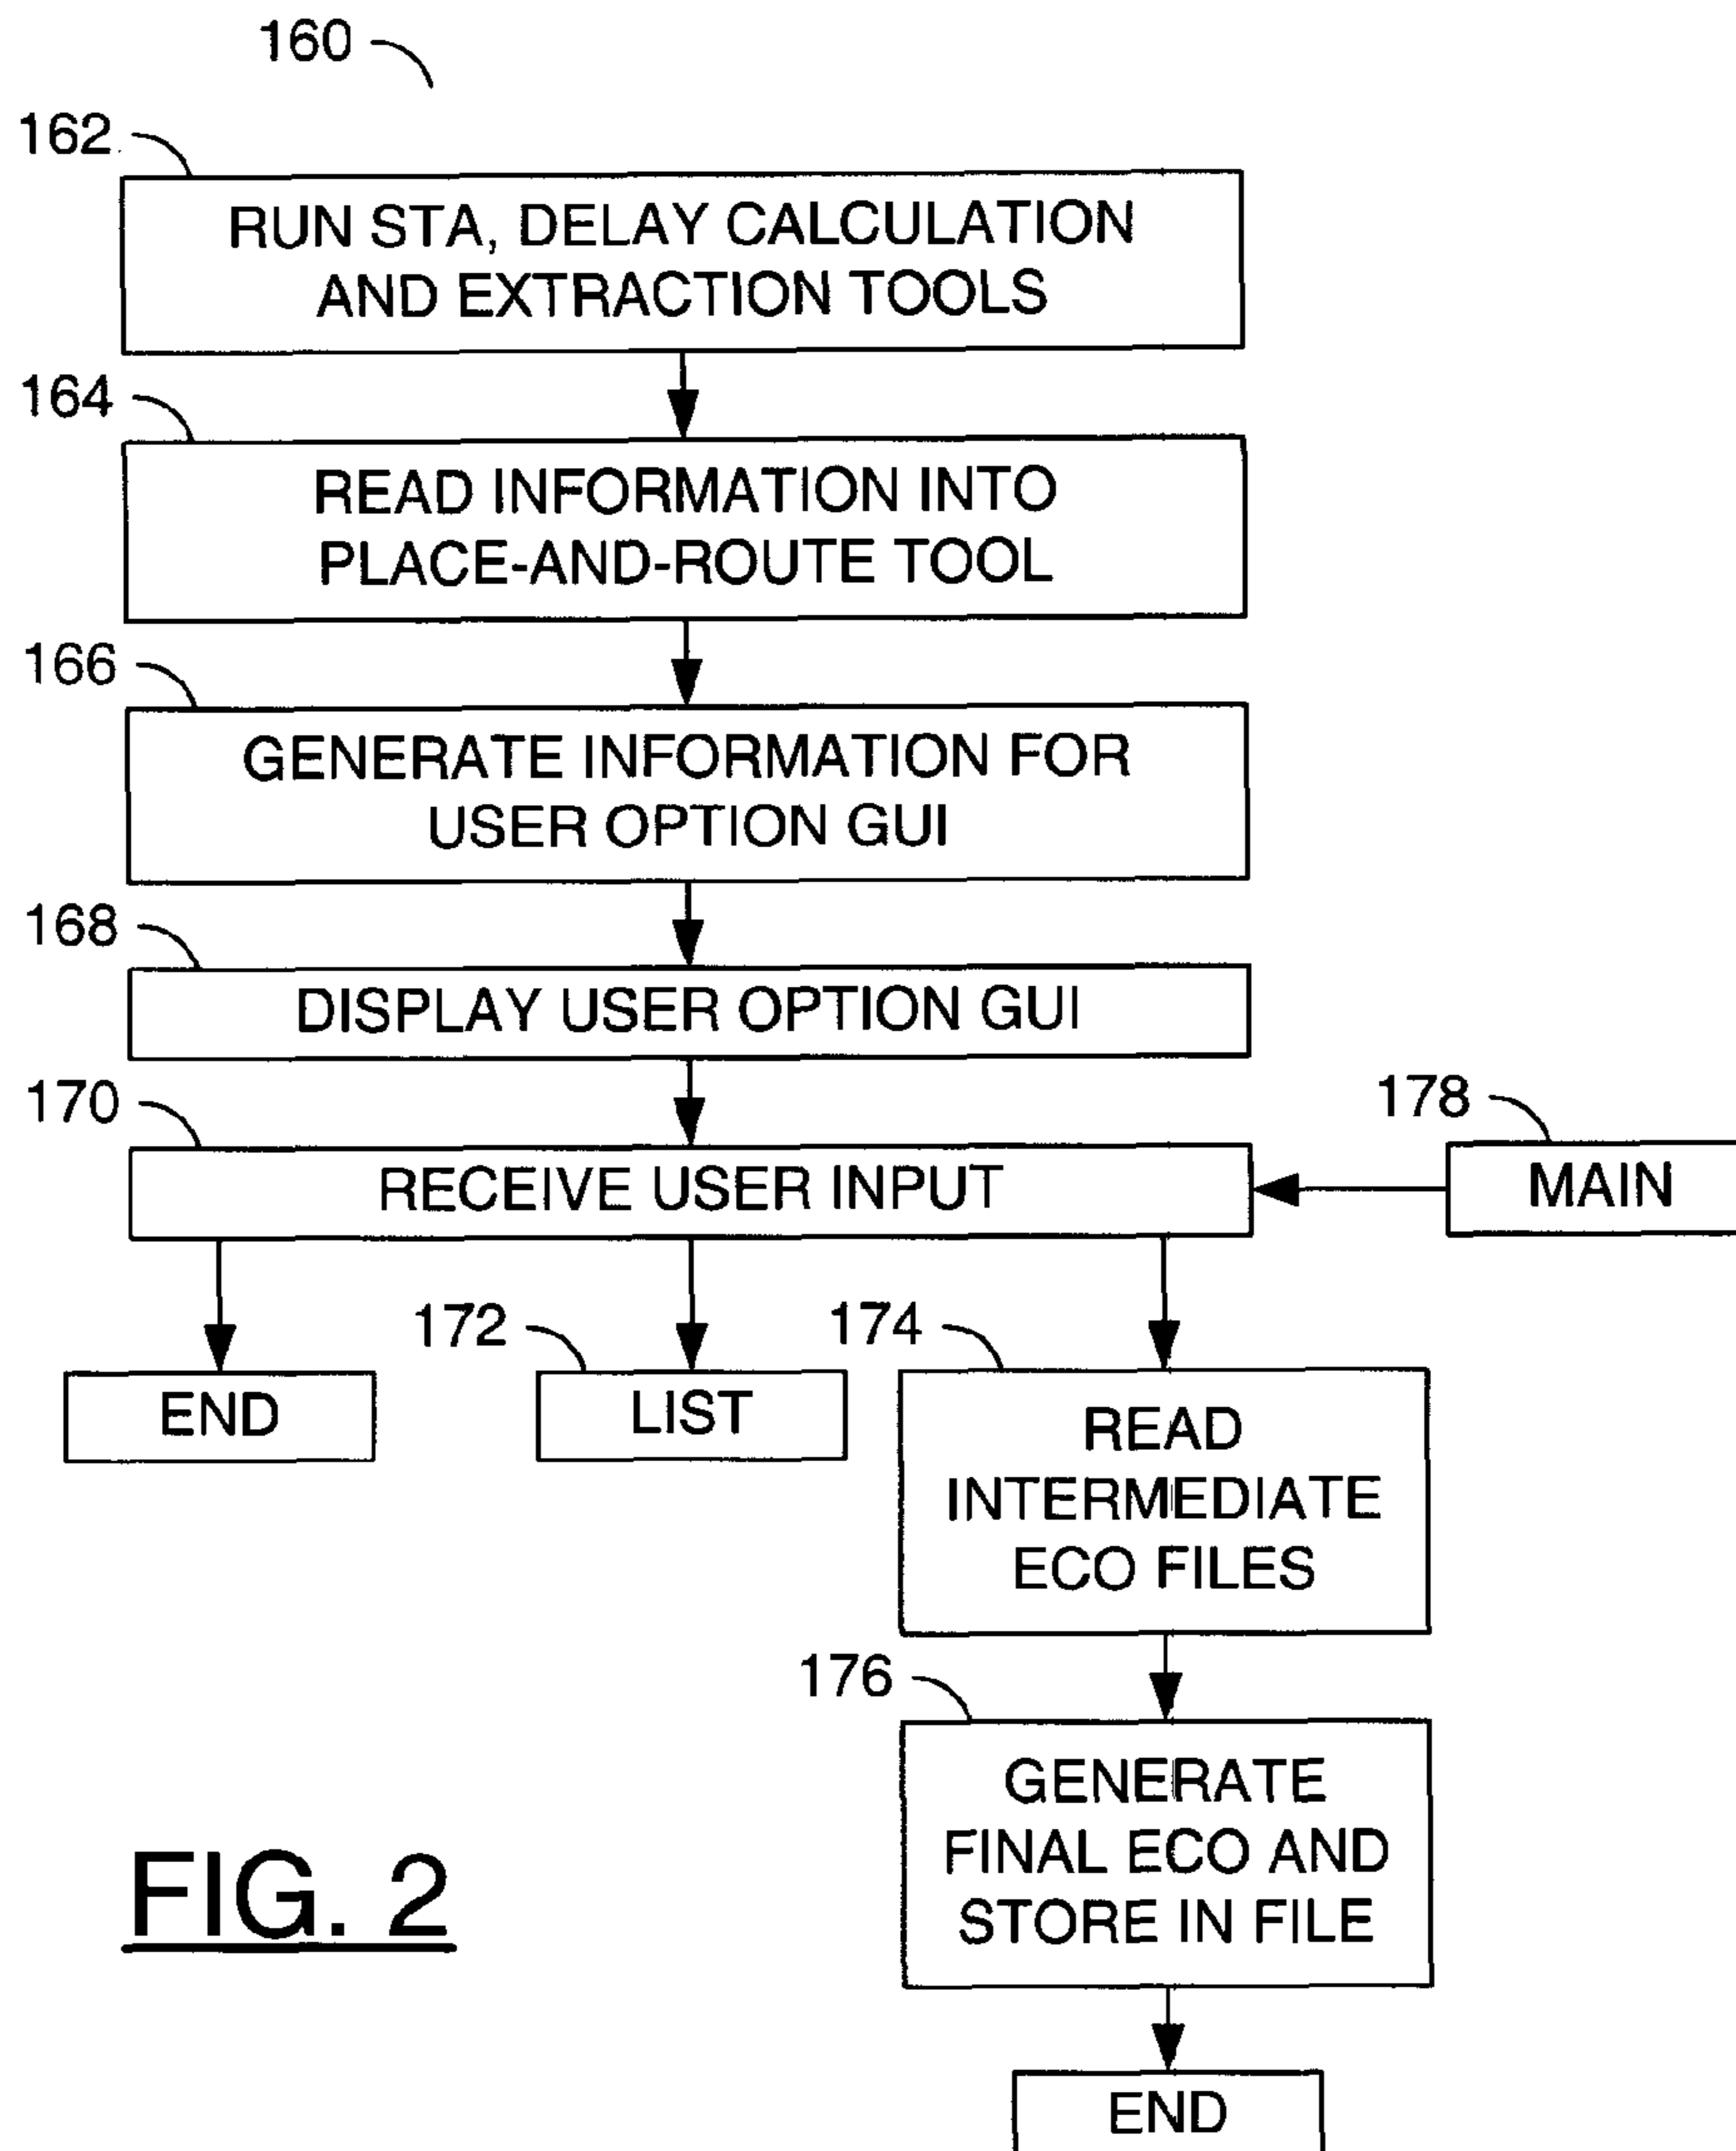 160
162
RUN STA, DELAY CALCULATION
AND EXTRACTION TOOLS
164
READ INFORMATION INTO
PLACE-AND-ROUTE TOOL
166
GENERATE INFORMATION FOR
USER OPTION GUI
168
DISPLAY USER OPTION GUI
170
RECEIVE USER INPUT
178
MAIN
END
172
LIST
174
READ
INTERMEDIATE
ECO FILES
176
GENERATE
FINAL ECO AND
STORE IN FILE
END
FIG. 2